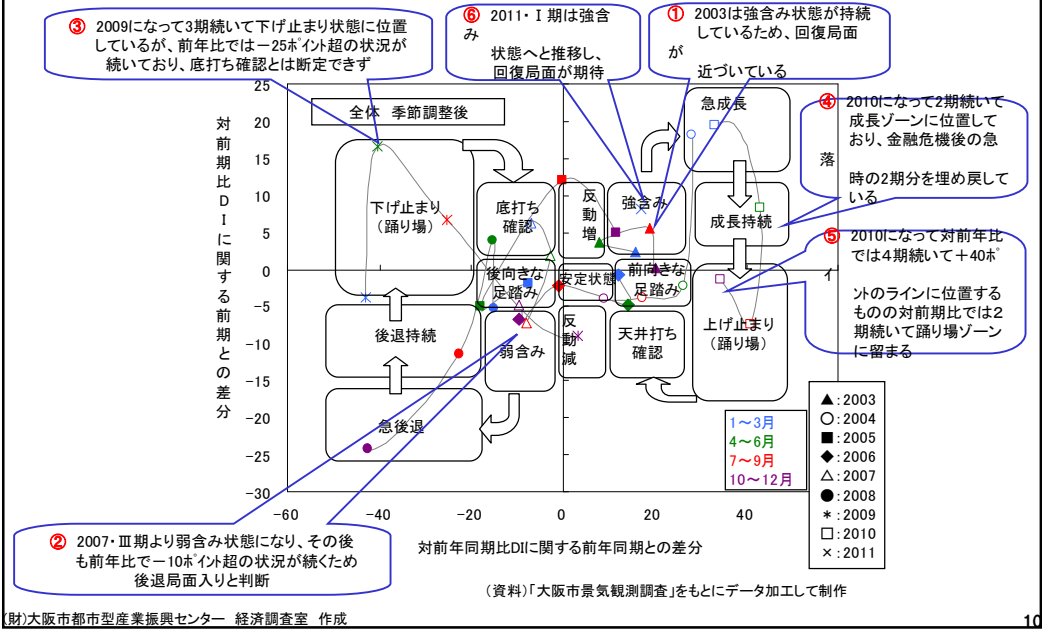 ③ 2009になって3期続いて下げ止まり状態に位置
しているが、前年比では－25ﾎﾟｲﾝﾄ超の状況が
続いており、底打ち確認とは断定できず
⑥ 2011・Ⅰ期は強含
み
状態へと推移し、
回復局面が期待
① 2003は強含み状態が持続
しているため、回復局面
が
近づいている
④ 2010になって2期続いて
成長ゾーンに位置して
おり、金融危機後の急
落
時の2期分を埋め戻して
いる
⑤ 2010になって対前年比
では4期続いて＋40ﾎﾟ
イ
ントのラインに位置する
ものの対前期比では2
期続いて踊り場ゾーン
に留まる
② 2007・Ⅲ期より弱含み状態になり、その後
も前年比で－10ﾎﾟｲﾝﾄ超の状況が続くため
後退局面入りと判断
全体 季節調整後
対前期比DIに関する前期との差分
25
20
15
10
5
0
－5
－10
－15
－20
－25
－30
－60
－40
－20
0
20
40
急成長
下げ止まり
（踊り場）
底打ち
確認
反動増
強含み
成長持続
後向きな
足踏み
安定状態
前向きな
足踏み
後退持続
弱含み
反動減
天井打ち
確認
上げ止まり
（踊り場）
急後退
1～3月
4～6月
7～9月
10～12月
▲：2003
○：2004
■：2005
◆：2006
△：2007
●：2008
＊：2009
□：2010
×：2011
対前年同期比DIに関する前年同期との差分
（資料）「大阪市景気観測調査」をもとにデータ加工して制作
(財)大阪市都市型産業振興センター 経済調査室 作成
10